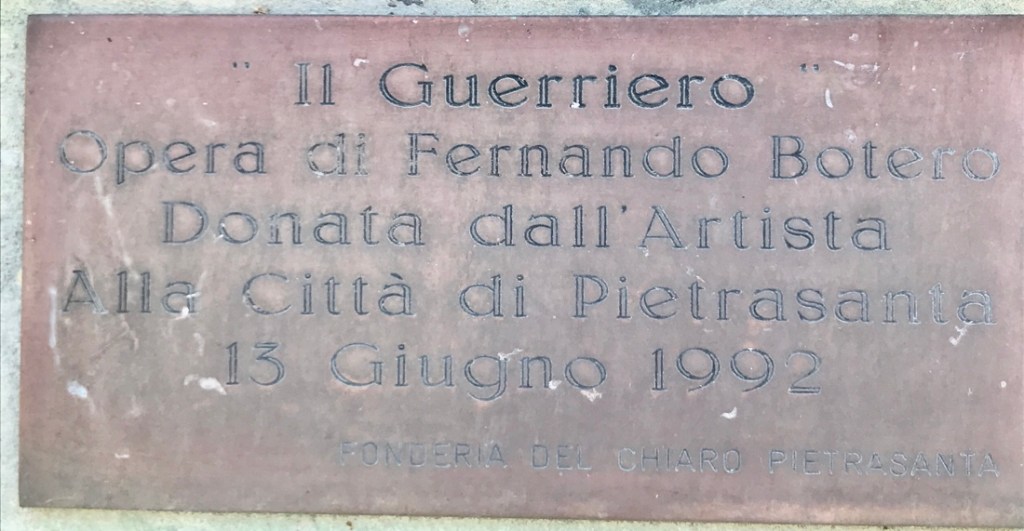 " Il Guerriero "
Opera di Fernando Botero
Donata dall'Artista
Alla Città di Pietrasanta
13 Giugno 1992
FONDERIA DEL CHIARO PIETRASANTA